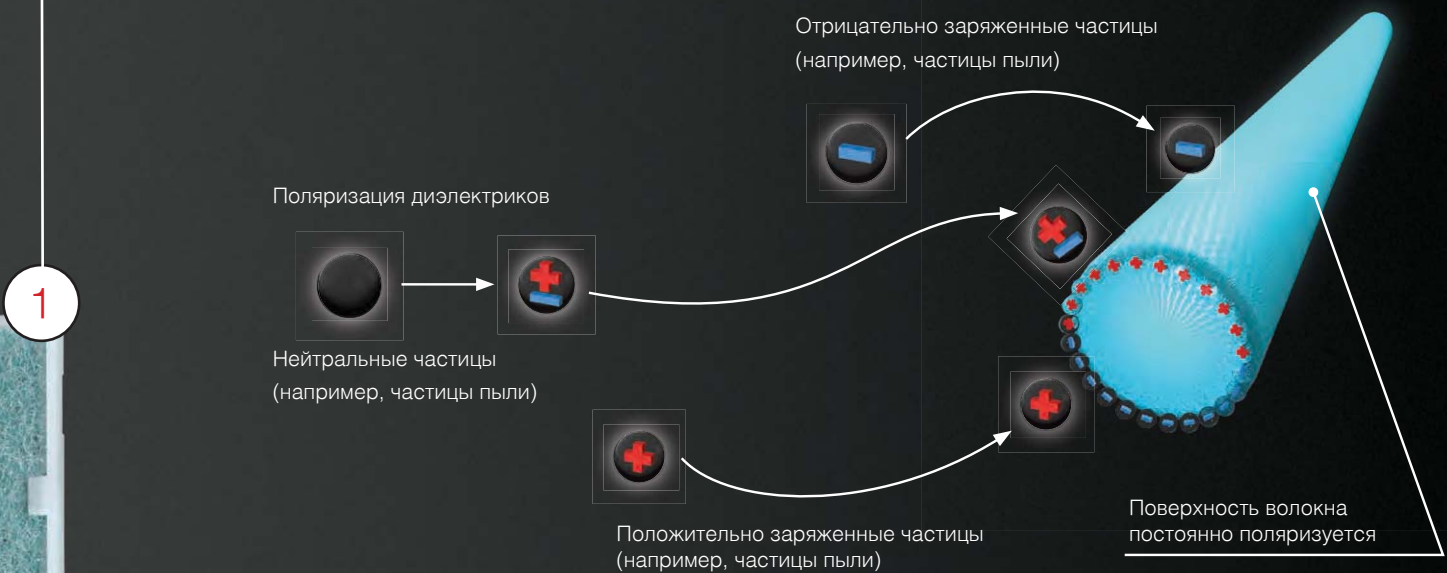 Отрицательно заряженные частицы
(например, частицы пыли)
Поляризация диэлектриков
1
Нейтральные частицы
(например, частицы пыли)
Положительно заряженные частицы
(например, частицы пыли)
Поверхность волокна
постоянно поляризуется